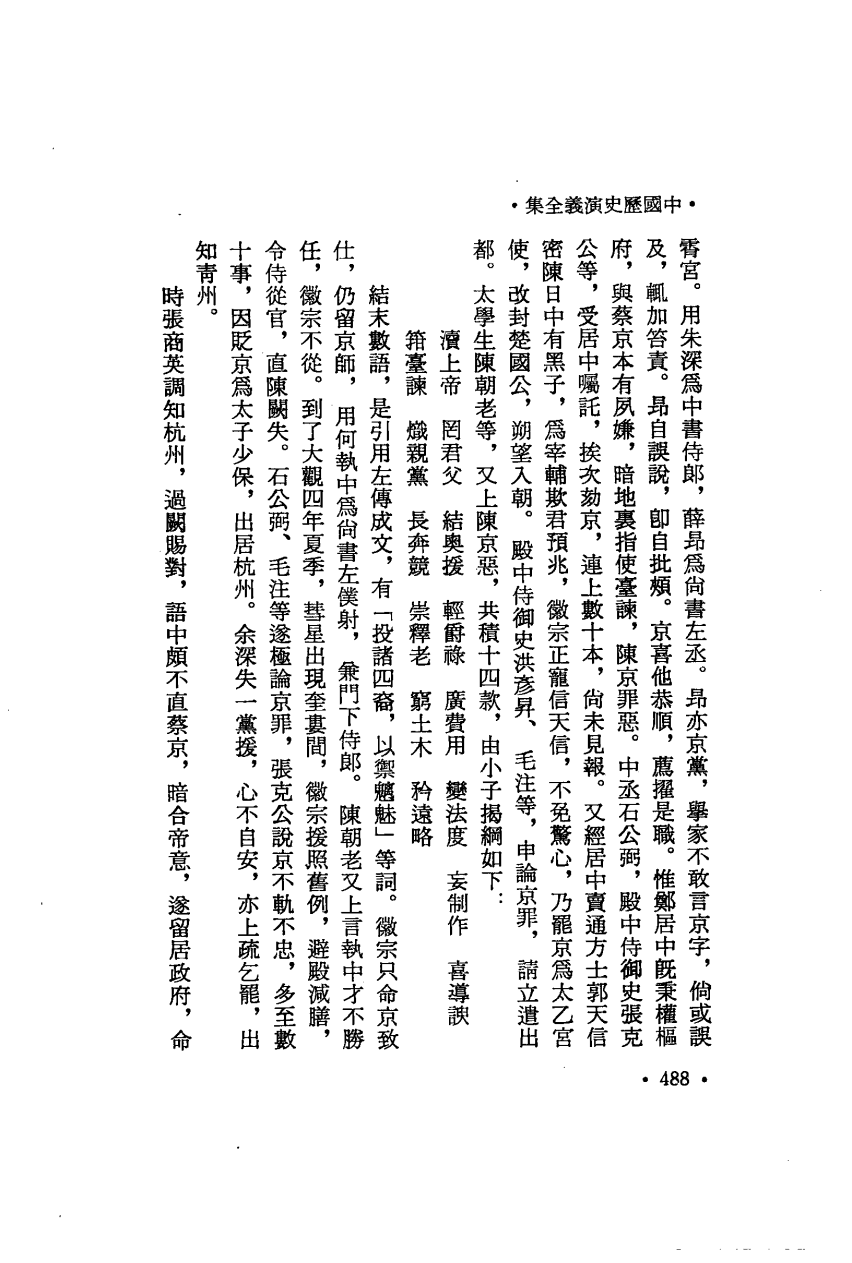 •中國歷史演義全集•
霄宮。用朱深爲中書侍郞，薛昂爲尙書左丞。昂亦京黨，擧家不敢言京字，倘或誤
及，輒加笞責。昂自誤說，卽自批頰。京喜他恭順，薦擢是職。惟鄭居中旣秉權樞
府，與蔡京本有夙嫌，暗地裏指使臺諫，陳京罪惡。中丞石公弼，殿中侍御史張克
公等，受居中囑託，挨次劾京，連上數十本，尙未見報。又經居中賣通方士郭天信
密陳日中有黑子，爲宰輔欺君預兆，徽宗正寵信天信，不免驚心，乃罷京爲太乙宮
使，改封楚國公，朔望入朝。殿中侍御史洪彥昇、毛注等，申論京罪，請立遣出
都。太學生陳朝老等，又上陳京惡，共積十四款，由小子揭綱如下：
瀆上帝　罔君父　結奧援　輕爵祿　廣費用　變法度　妄制作　喜導諛
箝臺諫　熾親黨　長奔競　崇釋老　窮土木　矜遠略
結末數語，是引用左傳成文，有「投諸四裔，以禦魑魅」等詞。徽宗只命京致
仕，仍留京師，用何執中爲尙書左僕射，兼門下侍郞。陳朝老又上言執中才不勝
任，徽宗不從。到了大觀四年夏季，彗星出現奎婁間，徽宗援照舊例，避殿減膳，
令侍從官，直陳闕失。石公弼、毛注等遂極論京罪，張克公說京不軌不忠，多至數
十事，因貶京爲太子少保，出居杭州。余深失一黨援，心不自安，亦上疏乞罷，出
知靑州。
時張商英調知杭州，過闕賜對，語中頗不直蔡京，暗合帝意，遂留居政府，命
• 488 •